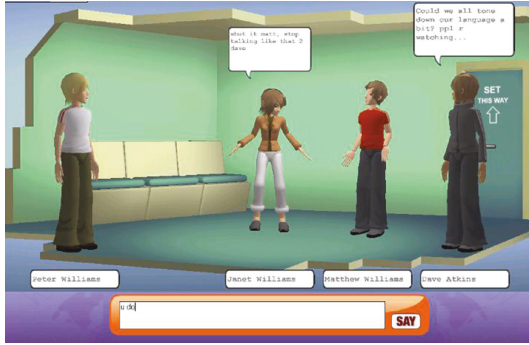 shut it matt, stop
talking like that 2
dave
Could we all tone
down our language a
bit? ppl r
watching...
SET
THIS WAY
Peter Williams
Janet Williams
Matthew Williams
Dave Atkins
u do
SAY